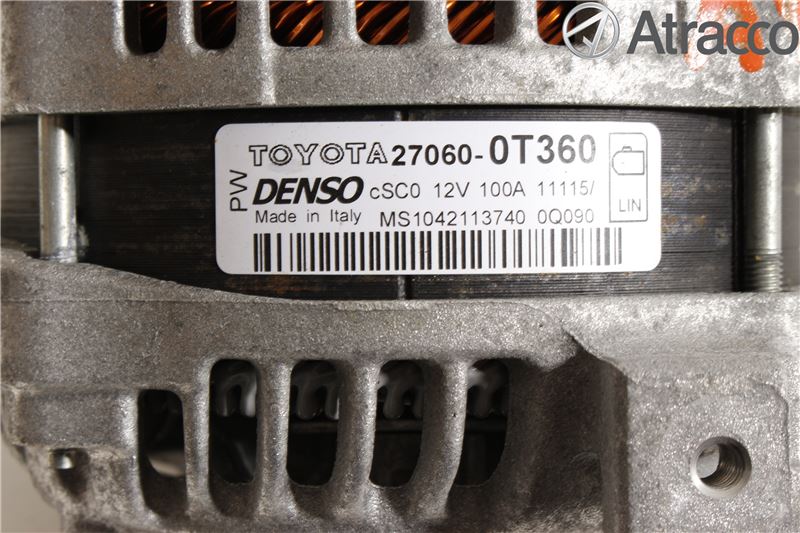 Atracco
PW
TOYOTA 27060-0T360
DENSO cSC0 12V 100A 11115/
Made in Italy MS1042113740 0Q090
LIN